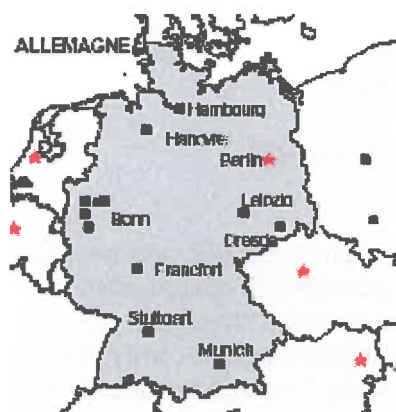 ALLEMAGNE
Hambourg
Hanovre
Berlin
Leipzig
Bonn
Dresde
Francfort
Stuttgart
Munich